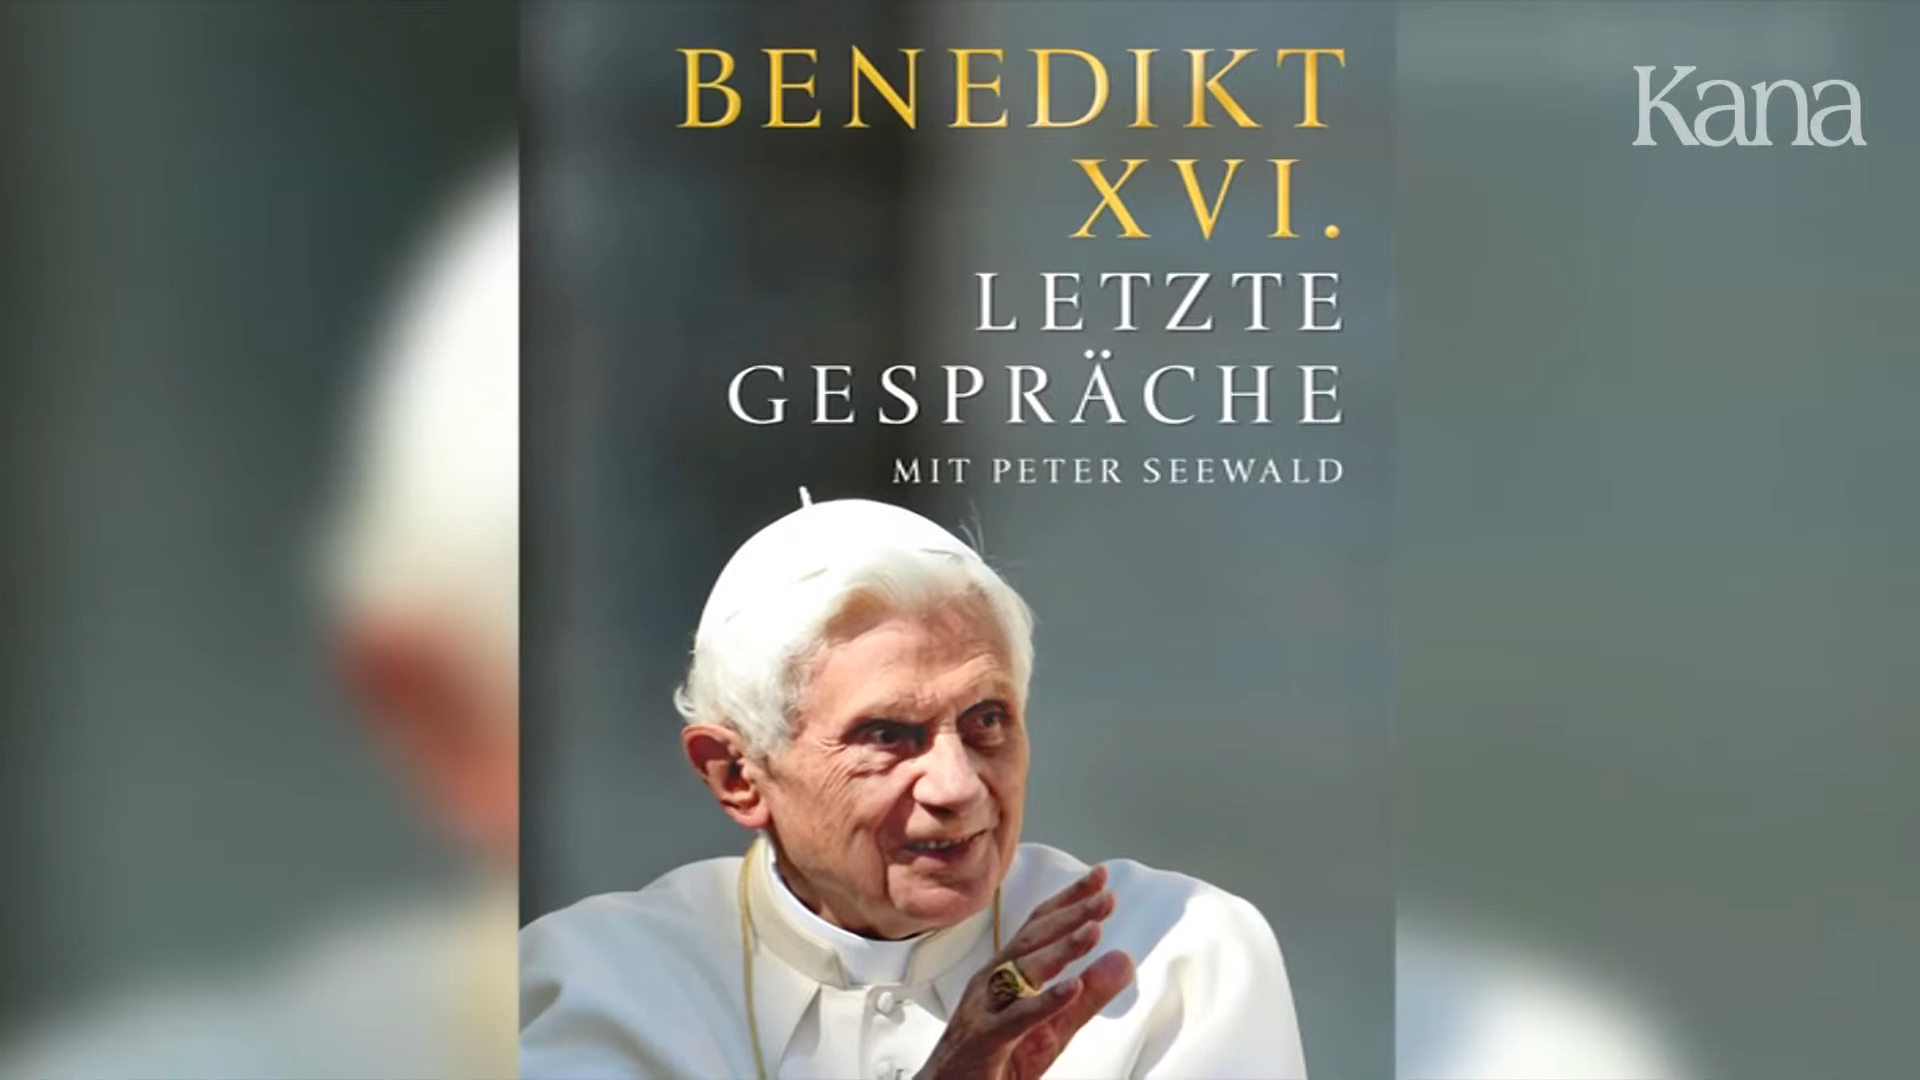 BENEDIKT
XVI.
LETZTE
GESPRÄCHE
MIT PETER SEEWALD
Kana